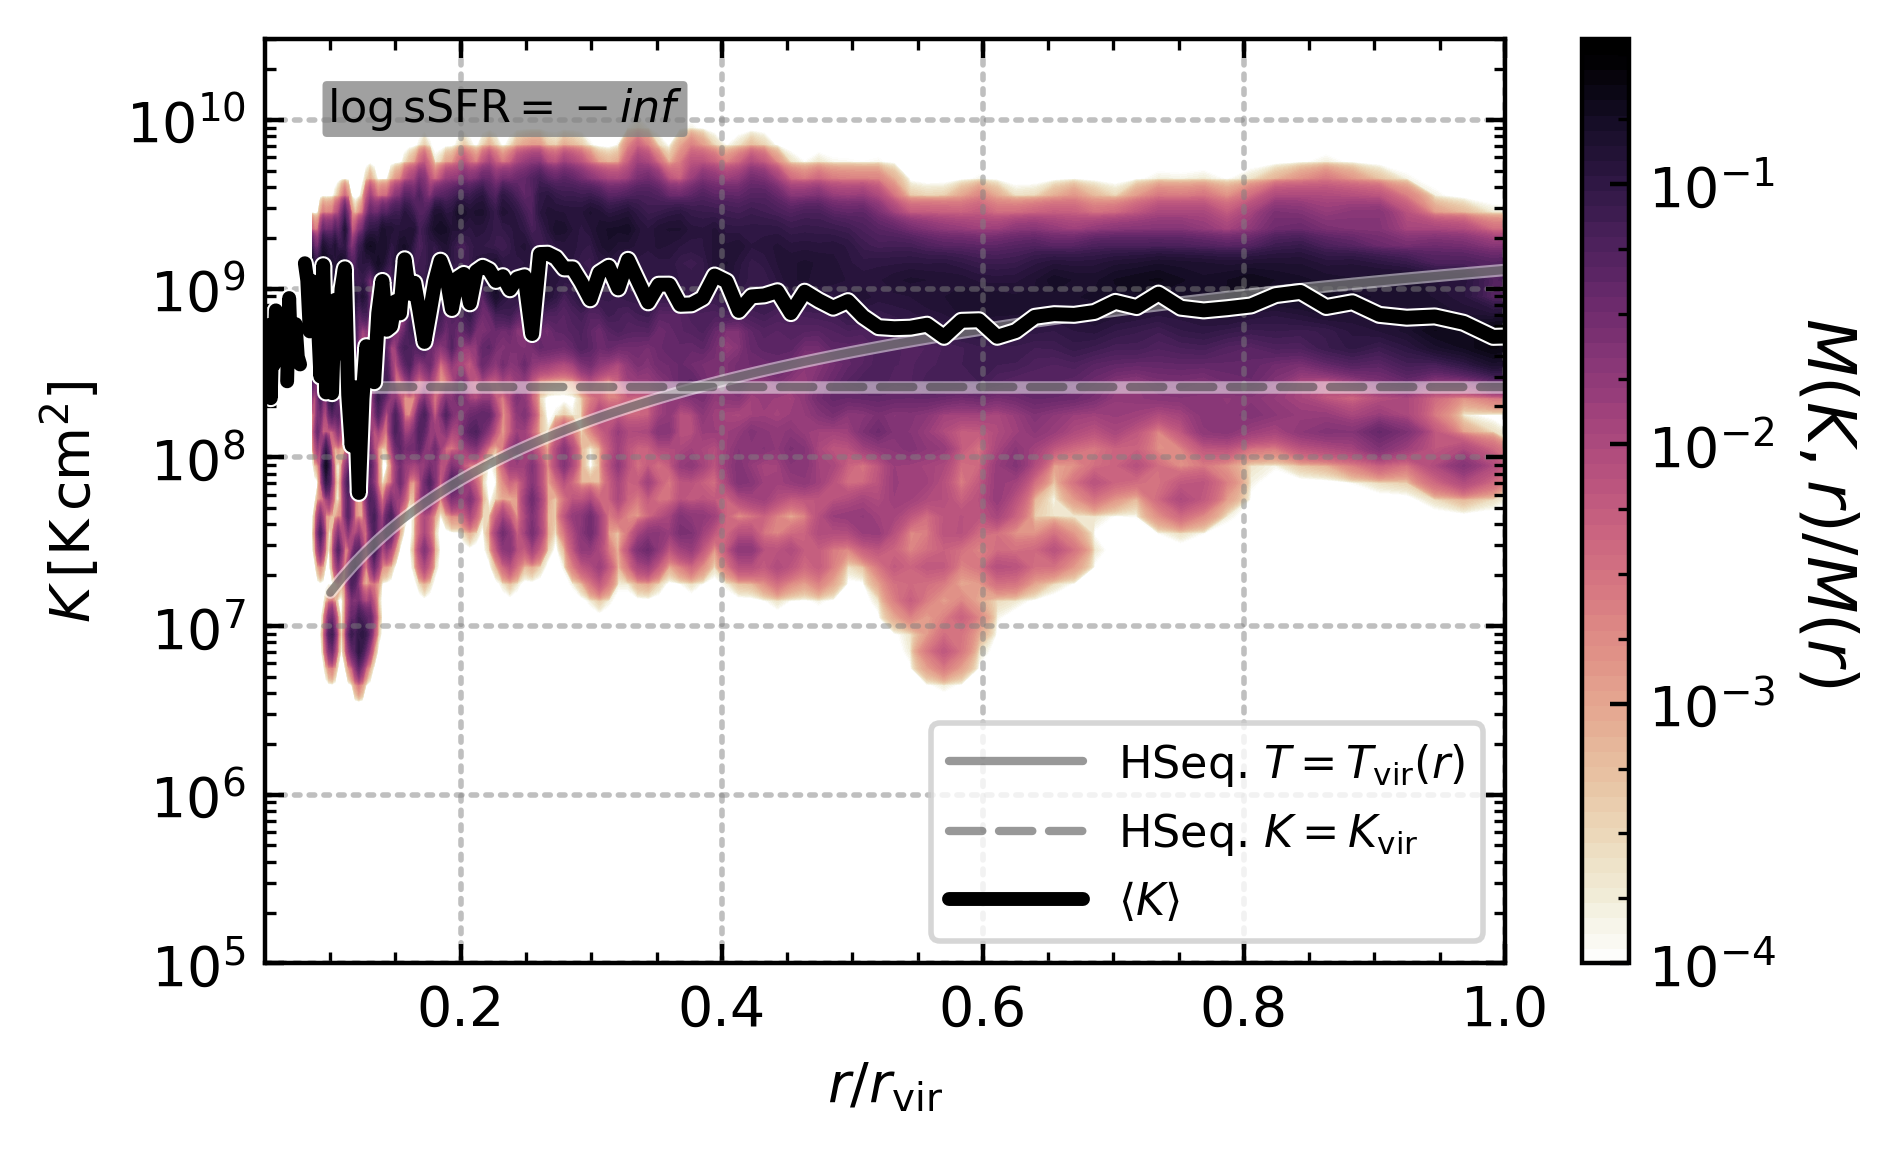 log sSFR = − inf
10¹⁰
10⁹
10⁸
10⁷
10⁶
10⁵
K [K cm²]
0.2 0.4 0.6 0.8 1.0
r/r_vir
HSeq. T = T_vir(r)
HSeq. K = K_vir
⟨K⟩
10⁻¹
10⁻²
10⁻³
10⁻⁴
M(K, r)/M(r)